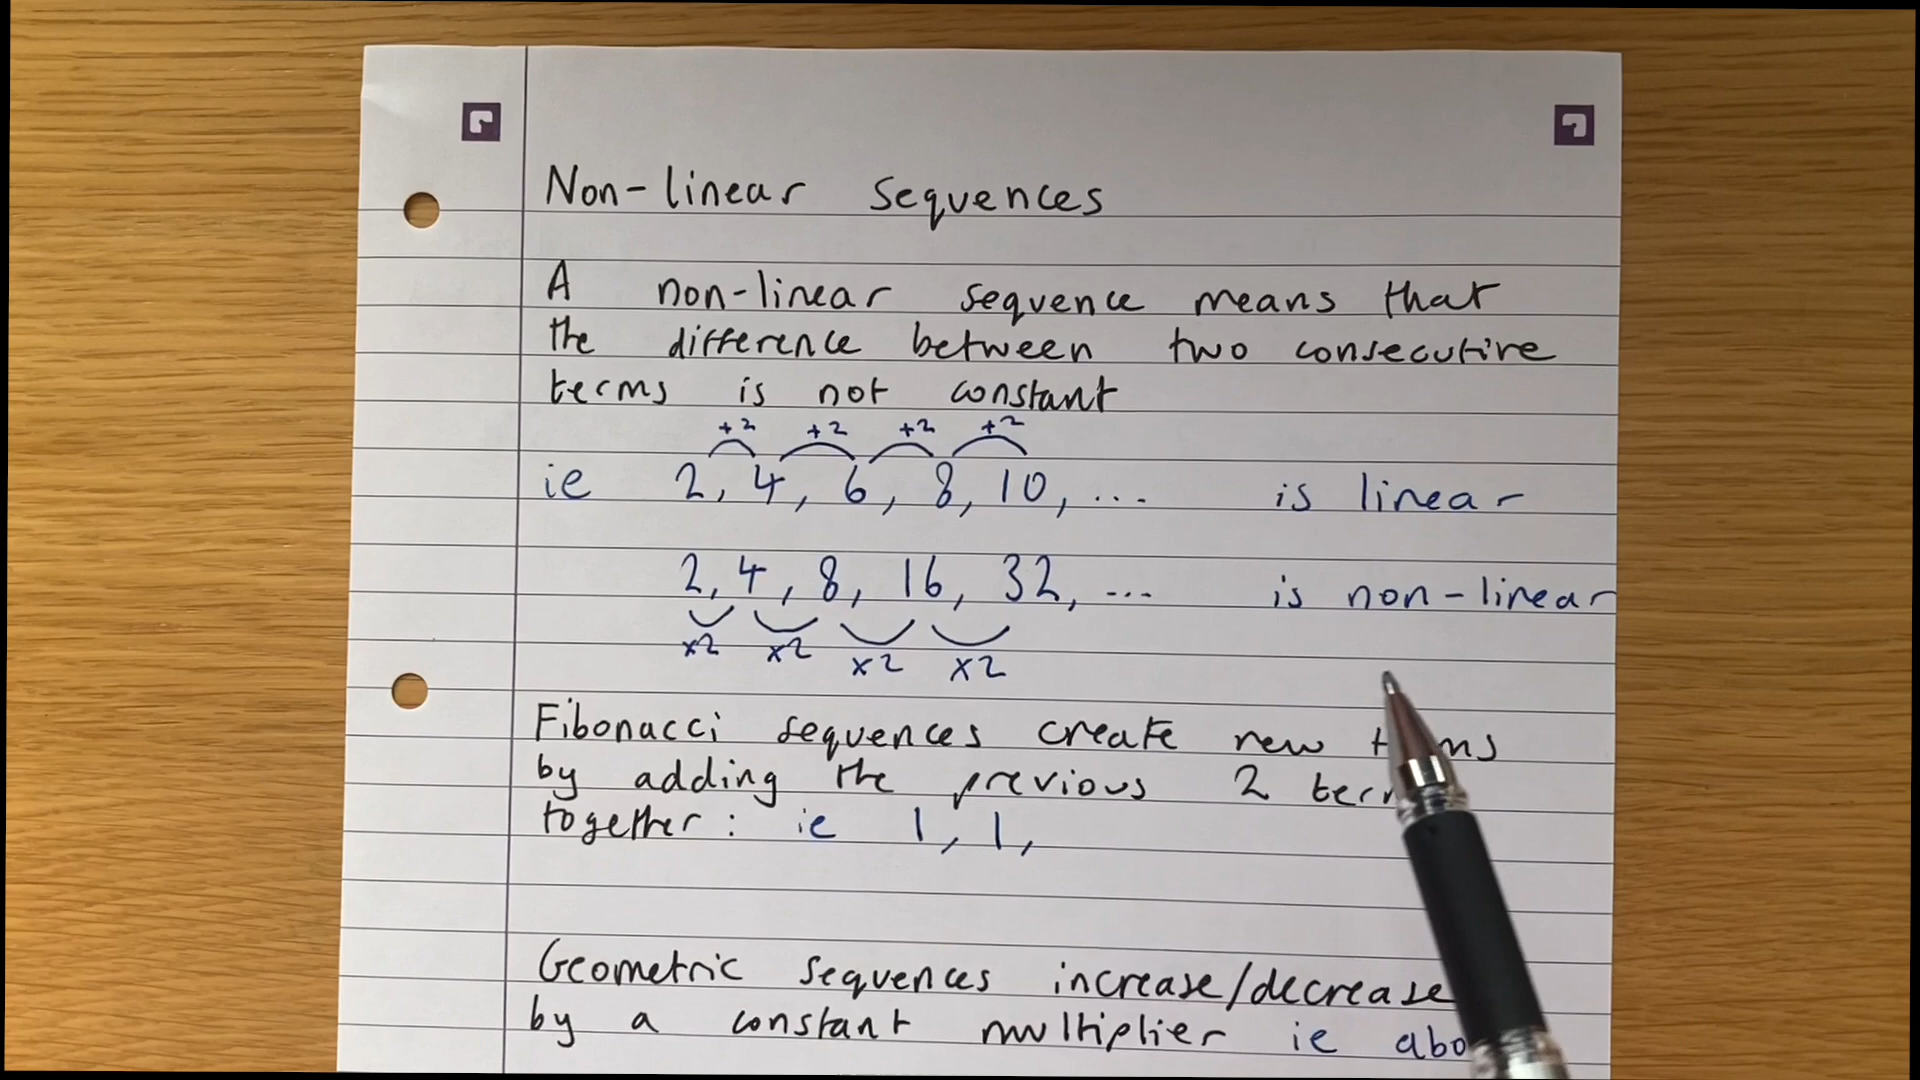 Non-linear sequences
A non-linear sequence means that
the difference between two consecutive
terms is not constant
+2 +2 +2 +2
ie 2, 4, 6, 8, 10, ... is linear
2, 4, 8, 16, 32, ... is non-linear
x2 x2 x2 x2
Fibonacci sequences create new
by adding the previous 2
together: ie 1, 1,
Geometric sequences increase/decrease
by a constant multiplier ie